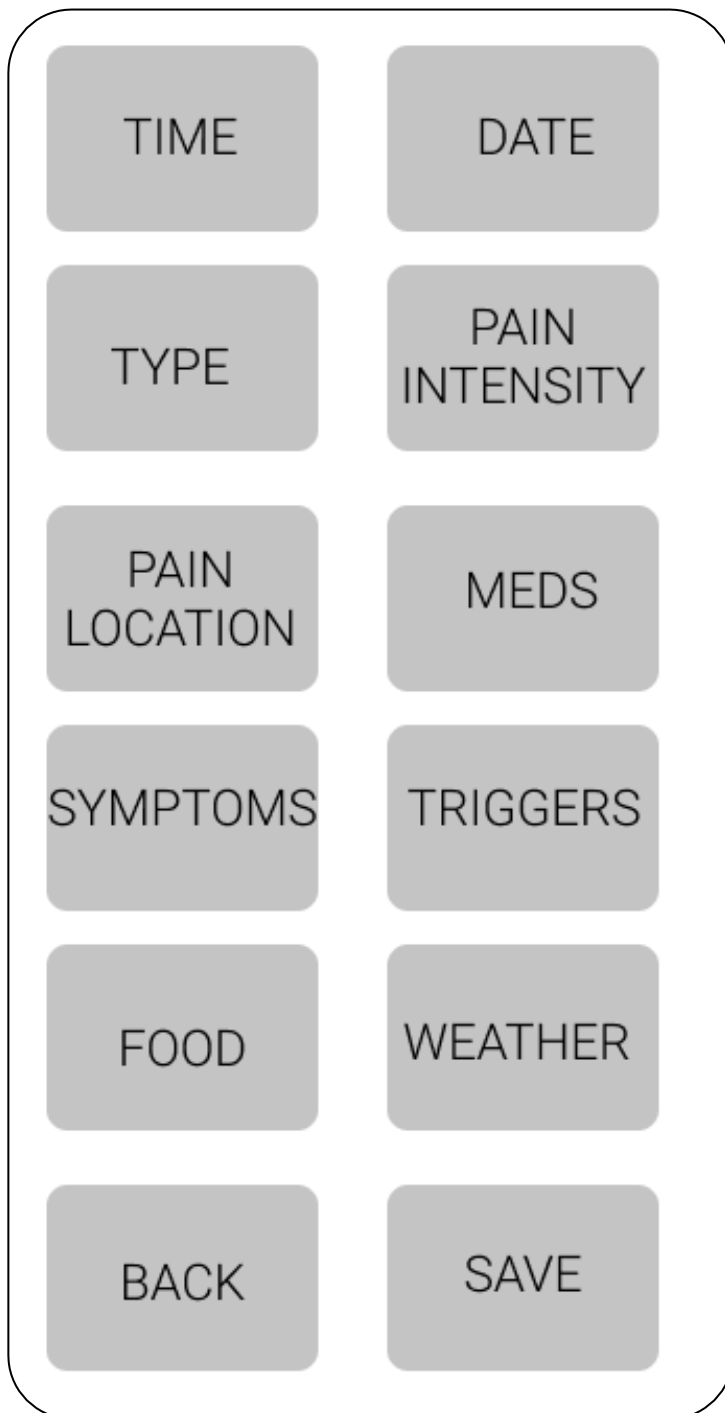 TIME
DATE
TYPE
PAIN
INTENSITY
PAIN
LOCATION
MEDS
SYMPTOMS
TRIGGERS
FOOD
WEATHER
BACK
SAVE